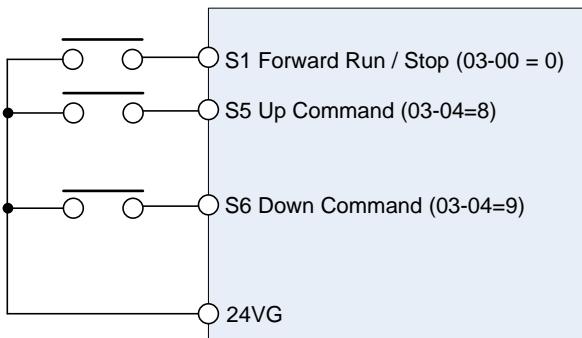 S1 Forward Run / Stop (03-00 = 0)
S5 Up Command (03-04=8)
S6 Down Command (03-04=9)
24VG